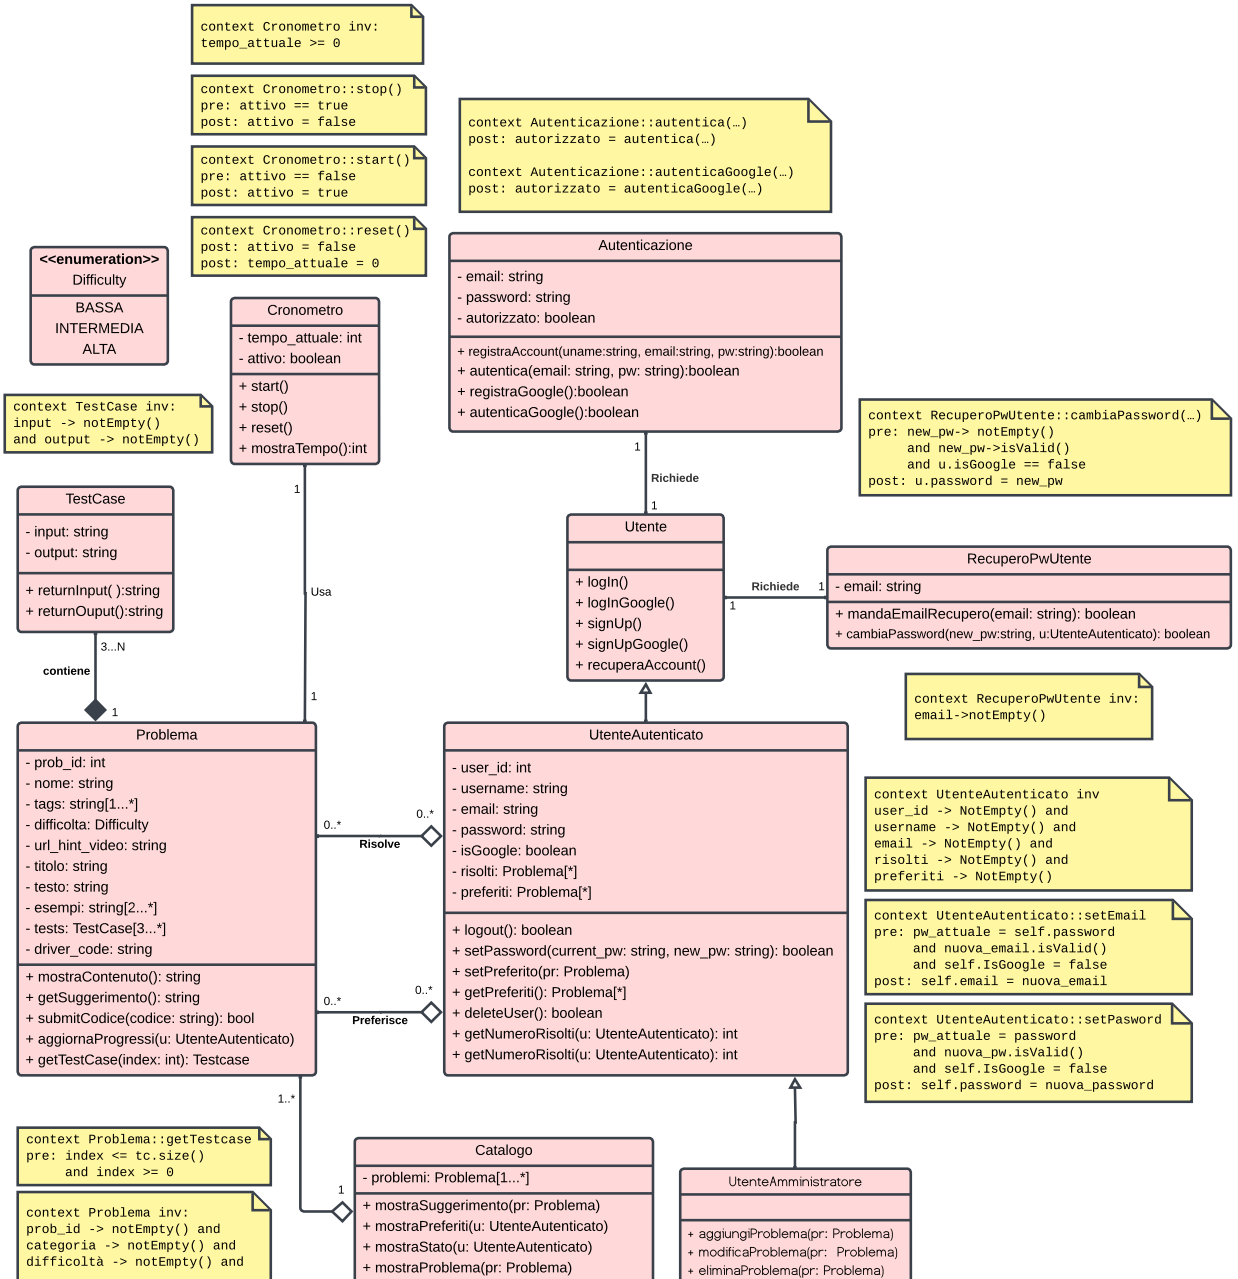 context Cronometro inv:
tempo_attuale >= 0
context Cronometro::stop()
pre: attivo == true
post: attivo = false
context Cronometro::start()
pre: attivo == false
post: attivo = true
context Cronometro::reset()
post: attivo = false
post: tempo_attuale = 0
context Autenticazione::autentica(…)
post: autorizzato = autentica(…)
context Autenticazione::autenticaGoogle(…)
post: autorizzato = autenticaGoogle(…)
<<enumeration>>
Difficulty
BASSA
INTERMEDIA
ALTA
Cronometro
- tempo_attuale: int
- attivo: boolean
+ start()
+ stop()
+ reset()
+ mostraTempo():int
Autenticazione
- email: string
- password: string
- autorizzato: boolean
+ registraAccount(uname:string, email:string, pw:string):boolean
+ autentica(email: string, pw: string):boolean
+ registraGoogle():boolean
+ autenticaGoogle():boolean
context TestCase inv:
input -> notEmpty()
and output -> notEmpty()
context RecuperoPwUtente::cambiaPassword(…)
pre: new_pw-> notEmpty()
and new_pw->isValid()
and u.isGoogle == false
post: u.password = new_pw
1
Richiede
1
TestCase
- input: string
- output: string
+ returnInput( ):string
+ returnOuput():string
1
Usa
1
Utente
+ logIn()
+ logInGoogle()
+ signUp()
+ signUpGoogle()
+ recuperaAccount()
Richiede
1
1
RecuperoPwUtente
- email: string
+ mandaEmailRecupero(email: string): boolean
+ cambiaPassword(new_pw:string, u:UtenteAutenticato): boolean
3...N
contiene
1
context RecuperoPwUtente inv:
email->notEmpty()
Problema
- prob_id: int
- nome: string
- tags: string[1...*]
- difficolta: Difficulty
- url_hint_video: string
- titolo: string
- testo: string
- esempi: string[2...*]
- tests: TestCase[3...*]
- driver_code: string
+ mostraContenuto(): string
+ getSuggerimento(): string
+ submitCodice(codice: string): bool
+ aggiornaProgressi(u: UtenteAutenticato)
+ getTestCase(index: int): Testcase
0..*
0..*
Risolve
0..*
0..*
Preferisce
UtenteAutenticato
- user_id: int
- username: string
- email: string
- password: string
- isGoogle: boolean
- risolti: Problema[*]
- preferiti: Problema[*]
+ logout(): boolean
+ setPassword(current_pw: string, new_pw: string): boolean
+ setPreferito(pr: Problema)
+ getPreferiti(): Problema[*]
+ deleteUser(): boolean
+ getNumeroRisolti(u: UtenteAutenticato): int
+ getNumeroRisolti(u: UtenteAutenticato): int
context UtenteAutenticato inv
user_id -> NotEmpty() and
username -> NotEmpty() and
email -> NotEmpty() and
risolti -> NotEmpty() and
preferiti -> NotEmpty()
context UtenteAutenticato::setEmail
pre: pw_attuale = self.password
and nuova_email.isValid()
and self.IsGoogle = false
post: self.email = nuova_email
context UtenteAutenticato::setPasword
pre: pw_attuale = password
and nuova_pw.isValid()
and self.IsGoogle = false
post: self.password = nuova_password
1..*
1
context Problema::getTestcase
pre: index <= tc.size()
and index >= 0
context Problema inv:
prob_id -> notEmpty() and
categoria -> notEmpty() and
difficoltà -> notEmpty() and
Catalogo
- problemi: Problema[1...*]
+ mostraSuggerimento(pr: Problema)
+ mostraPreferiti(u: UtenteAutenticato)
+ mostraStato(u: UtenteAutenticato)
+ mostraProblema(pr: Problema)
UtenteAmministratore
+ aggiungiProblema(pr: Problema)
+ modificaProblema(pr: Problema)
+ eliminaProblema(pr: Problema)